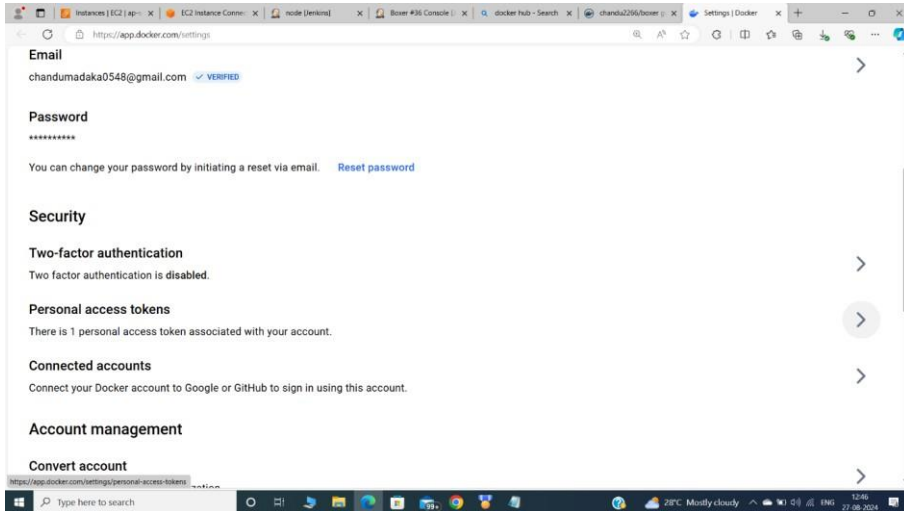 Instances | EC2 | ap-s
EC2 Instance Connec
node [Jenkins]
Boxer #36 Console [J
docker hub - Search
chandu2266/boxer
Settings | Docker
https://app.docker.com/settings
Email
chandumadaka0548@gmail.com VERIFIED
Password
**********
You can change your password by initiating a reset via email. Reset password
Security
Two-factor authentication
Two factor authentication is disabled.
Personal access tokens
There is 1 personal access token associated with your account.
Connected accounts
Connect your Docker account to Google or GitHub to sign in using this account.
Account management
Convert account
https://app.docker.com/settings/personal-access-tokens
Type here to search
99+
28°C Mostly cloudy
ENG
12:46
27-08-2024